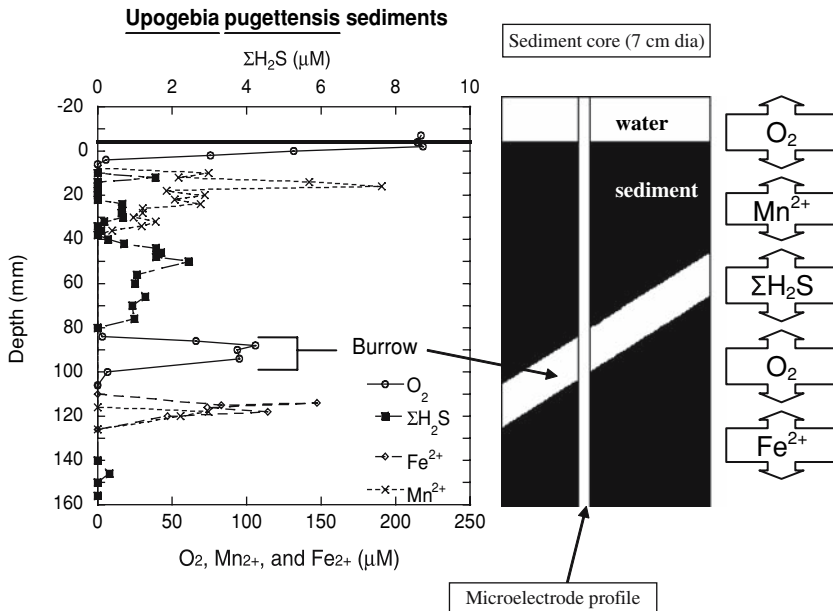 Upogebia pugettensis sediments
ΣH₂S (μM)
0 2 4 6 8 10
-20
0
20
40
60
80
100
120
140
160
Depth (mm)
Burrow
O₂
ΣH₂S
Fe²⁺
Mn²⁺
0 50 100 150 200 250
O₂, Mn₂₊, and Fe₂₊ (μM)
Sediment core (7 cm dia)
water
sediment
O₂
Mn²⁺
ΣH₂S
O₂
Fe²⁺
Microelectrode profile